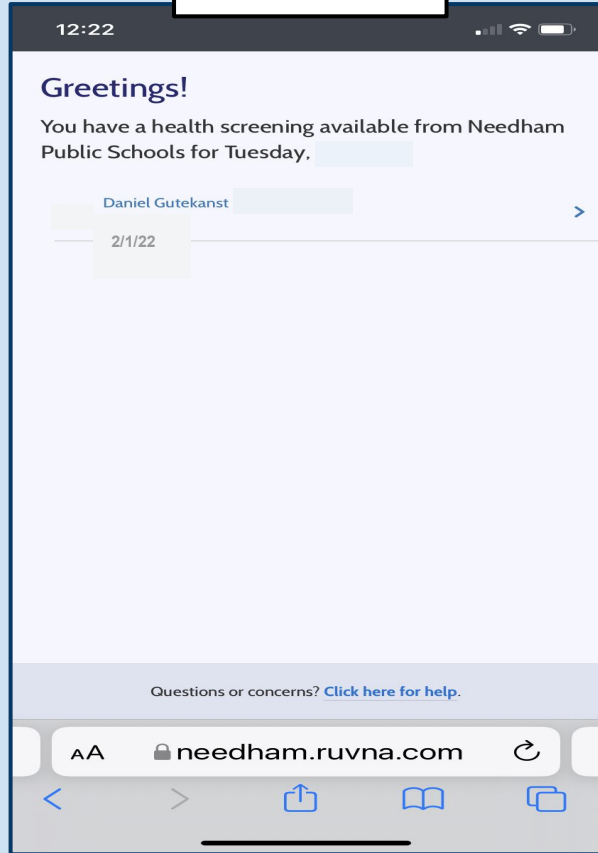 12:22
Greetings!
You have a health screening available from Needham
Public Schools for Tuesday,
Daniel Gutekanst
2/1/22
Questions or concerns? Click here for help.
AA needham.ruvna.com